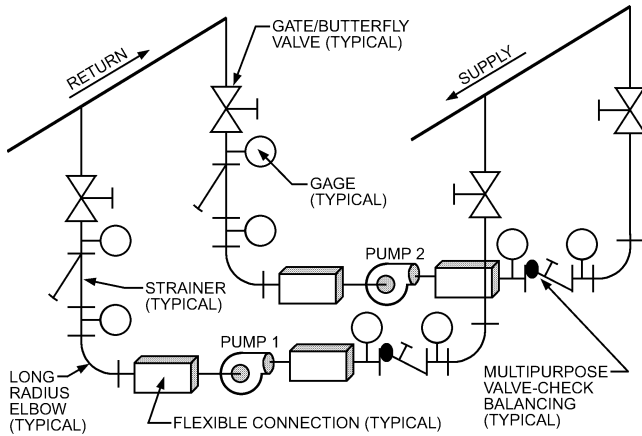 GATE/BUTTERFLY
VALVE (TYPICAL)
RETURN
SUPPLY
GAGE
(TYPICAL)
PUMP 2
STRAINER
(TYPICAL)
PUMP 1
LONG
RADIUS
ELBOW
(TYPICAL)
FLEXIBLE CONNECTION (TYPICAL)
MULTIPURPOSE
VALVE-CHECK
BALANCING
(TYPICAL)